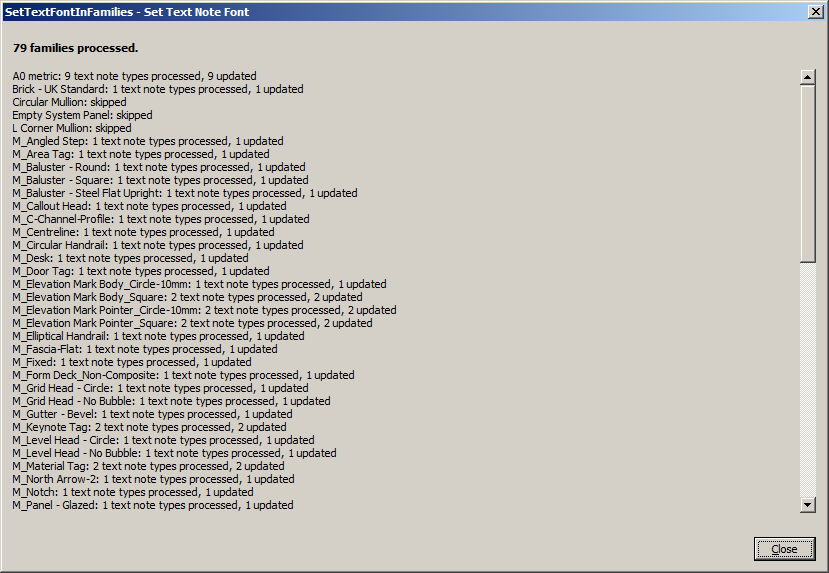 SetTextFontInFamilies - Set Text Note Font
79 families processed.
A0 metric: 9 text note types processed, 9 updated
Brick - UK Standard: 1 text note types processed, 1 updated
Circular Mullion: skipped
Empty System Panel: skipped
L Corner Mullion: skipped
M_Angled Step: 1 text note types processed, 1 updated
M_Area Tag: 1 text note types processed, 1 updated
M_Baluster - Round: 1 text note types processed, 1 updated
M_Baluster - Square: 1 text note types processed, 1 updated
M_Baluster - Steel Flat Upright: 1 text note types processed, 1 updated
M_Callout Head: 1 text note types processed, 1 updated
M_C-Channel-Profile: 1 text note types processed, 1 updated
M_Centreline: 1 text note types processed, 1 updated
M_Circular Handrail: 1 text note types processed, 1 updated
M_Desk: 1 text note types processed, 1 updated
M_Door Tag: 1 text note types processed, 1 updated
M_Elevation Mark Body_Circle-10mm: 1 text note types processed, 1 updated
M_Elevation Mark Body_Square: 2 text note types processed, 2 updated
M_Elevation Mark Pointer_Circle-10mm: 2 text note types processed, 2 updated
M_Elevation Mark Pointer_Square: 2 text note types processed, 2 updated
M_Elliptical Handrail: 1 text note types processed, 1 updated
M_Fascia-Flat: 1 text note types processed, 1 updated
M_Fixed: 1 text note types processed, 1 updated
M_Form Deck_Non-Composite: 1 text note types processed, 1 updated
M_Grid Head - Circle: 1 text note types processed, 1 updated
M_Grid Head - No Bubble: 1 text note types processed, 1 updated
M_Gutter - Bevel: 1 text note types processed, 1 updated
M_Keynote Tag: 2 text note types processed, 2 updated
M_Level Head - Circle: 1 text note types processed, 1 updated
M_Level Head - No Bubble: 1 text note types processed, 1 updated
M_Material Tag: 2 text note types processed, 2 updated
M_North Arrow-2: 1 text note types processed, 1 updated
M_Notch: 1 text note types processed, 1 updated
M_Panel - Glazed: 1 text note types processed, 1 updated
Close